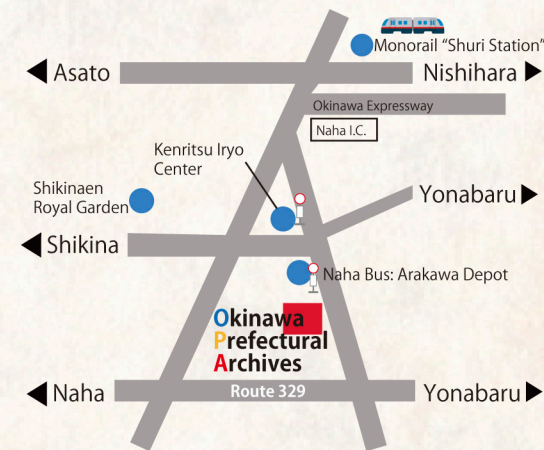 Monorail “Shuri Station”
Asato
Nishihara
Okinawa Expressway
Naha I.C.
Kenritsu Iryo
Center
Shikinaen
Royal Garden
Yonabaru
Shikina
Naha Bus: Arakawa Depot
Okinawa
Prefectural
Archives
Naha
Route 329
Yonabaru